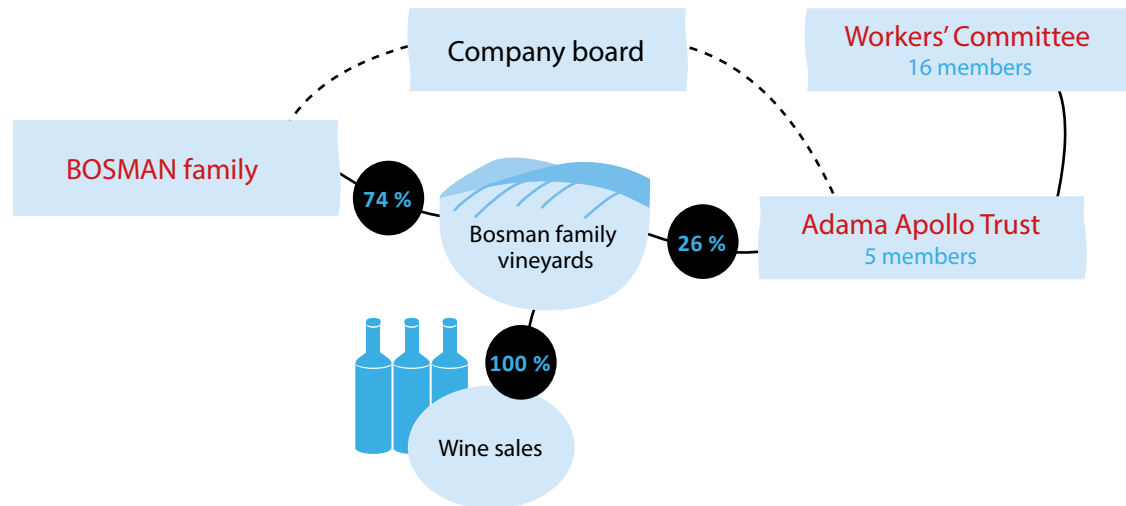 Company board
Workers' Committee
16 members
BOSMAN family
74 %
Bosman family
vineyards
26 %
Adama Apollo Trust
5 members
100 %
Wine sales